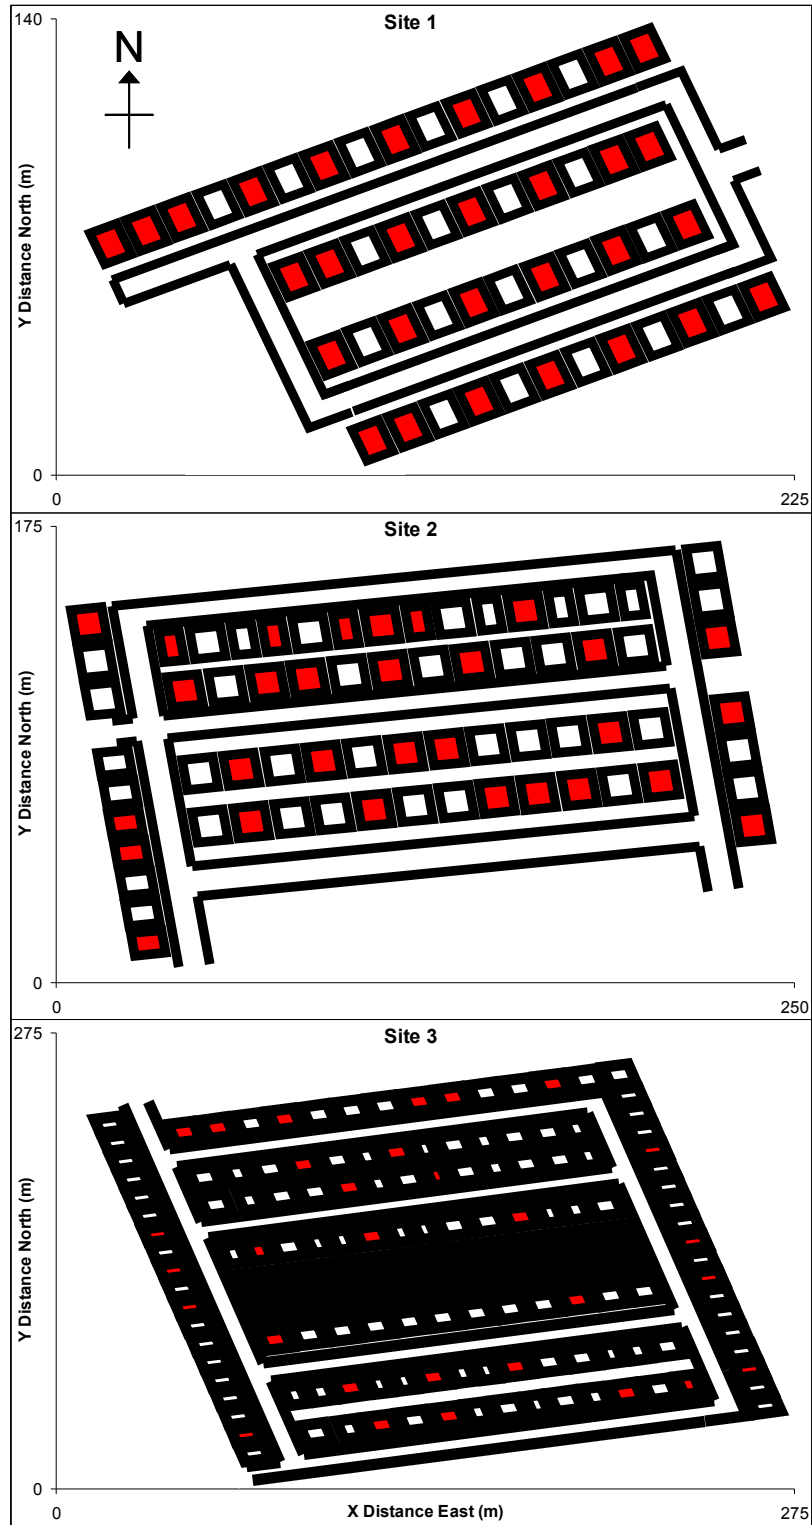 Site 1
140
N
Y Distance North (m)
0
0 225
Site 2
175
Y Distance North (m)
0
0 250
Site 3
275
Y Distance North (m)
0
0 X Distance East (m) 275